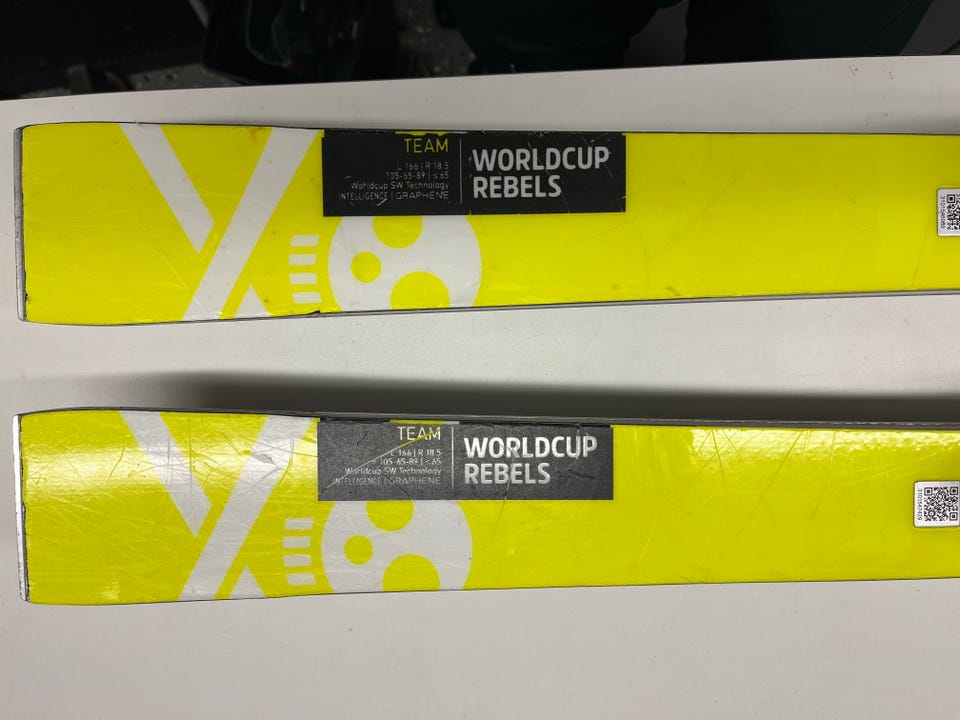 TEAM
L 166 | R 18.5
105-65-89 | ≤ 65
Worldcup SW Technology
INTELLIGENCE | GRAPHENE
WORLDCUP
REBELS
TEAM
L 166 | R 18.5
105-65-89 | ≤ 65
Worldcup SW Technology
INTELLIGENCE | GRAPHENE
WORLDCUP
REBELS